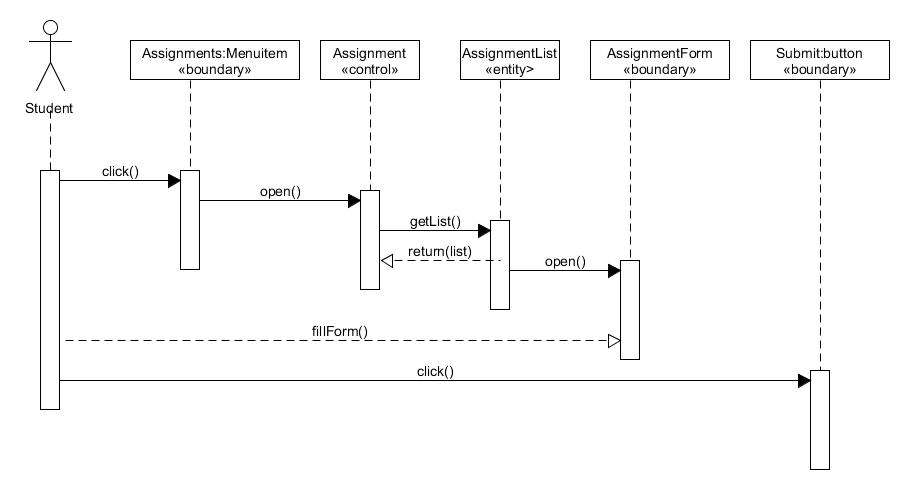 Assignments:Menuitem
«boundary»
Assignment
«control»
AssignmentList
«entity>
AssignmentForm
«boundary»
Submit:button
«boundary»
Student
click()
open()
getList()
return(list)
open()
fillForm()
click()